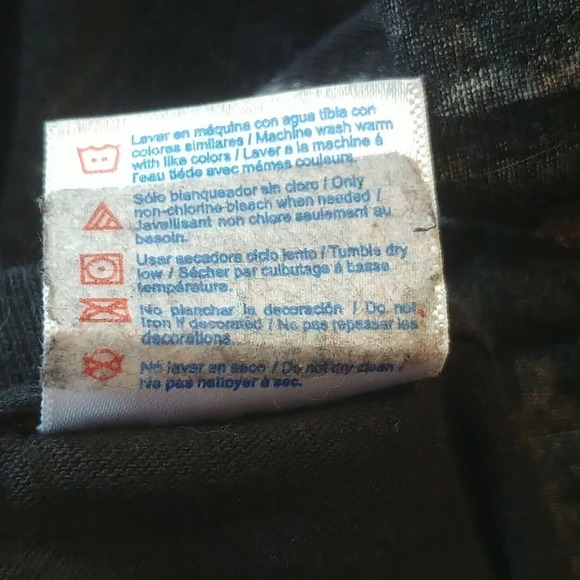 Lavar en máquina con agua tibia con
colores similares / Machine wash warm
with like colors / Laver a la machine á
l'eau tiède avec mêmes couleurs.
Sólo blanqueador sin cloro / Only
non-chlorine bleach when needed /
Javallisant non chlore seulement au
besoin.
Usar secadora ciclo lento / Tumble dry
low / Sécher par culbutage á basse
température.
No planchar la decoración / Do not
Iron if decorated / Ne pas repasser les
decorations.
No lavar en seco / Do not dry clean /
Ne pas nettoyer à sec.